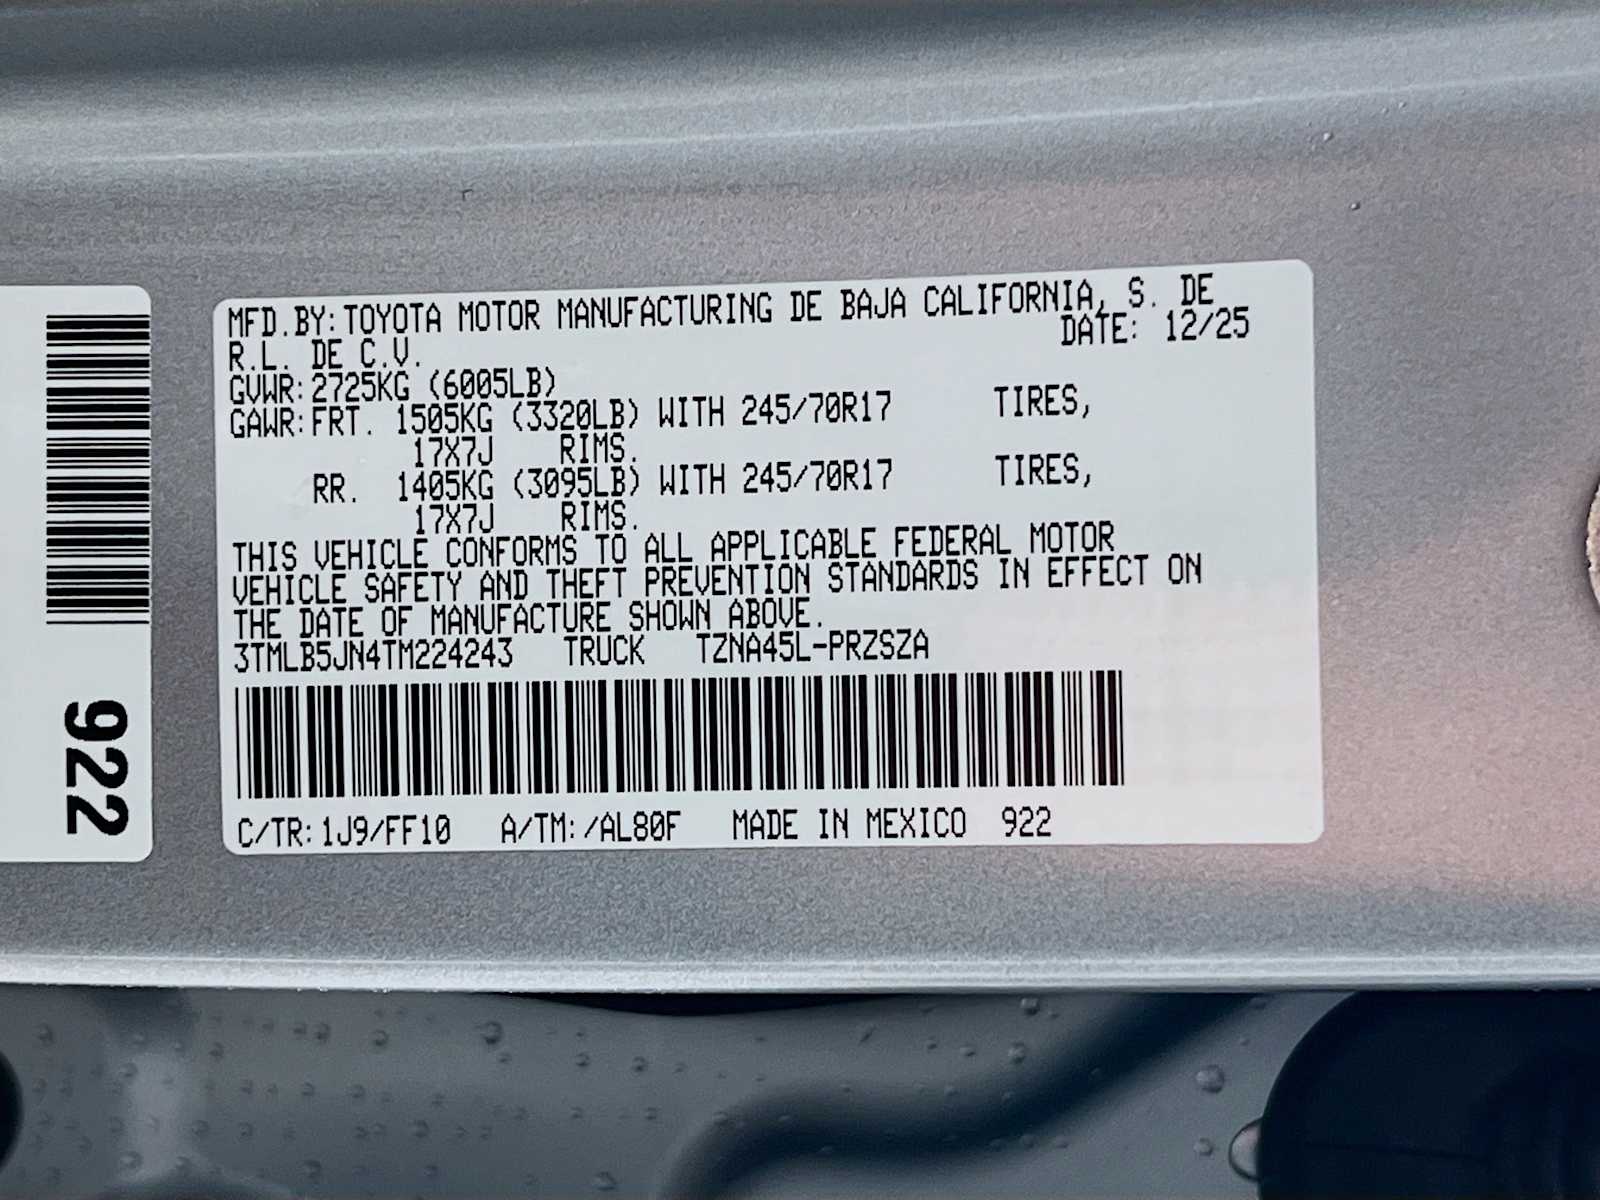 MFD.BY:TOYOTA MOTOR MANUFACTURING DE BAJA CALIFORNIA, S. DE
R.L. DE C.V. DATE: 12/25
GVWR:2725KG (6005LB)
GAWR:FRT. 1505KG (3320LB) WITH 245/70R17 TIRES,
17X7J RIMS.
RR. 1405KG (3095LB) WITH 245/70R17 TIRES,
17X7J RIMS.
THIS VEHICLE CONFORMS TO ALL APPLICABLE FEDERAL MOTOR
VEHICLE SAFETY AND THEFT PREVENTION STANDARDS IN EFFECT ON
THE DATE OF MANUFACTURE SHOWN ABOVE.
3TMLB5JN4TM224243 TRUCK TZNA45L-PRZSZA
C/TR:1J9/FF10 A/TM:/AL80F MADE IN MEXICO 922
922